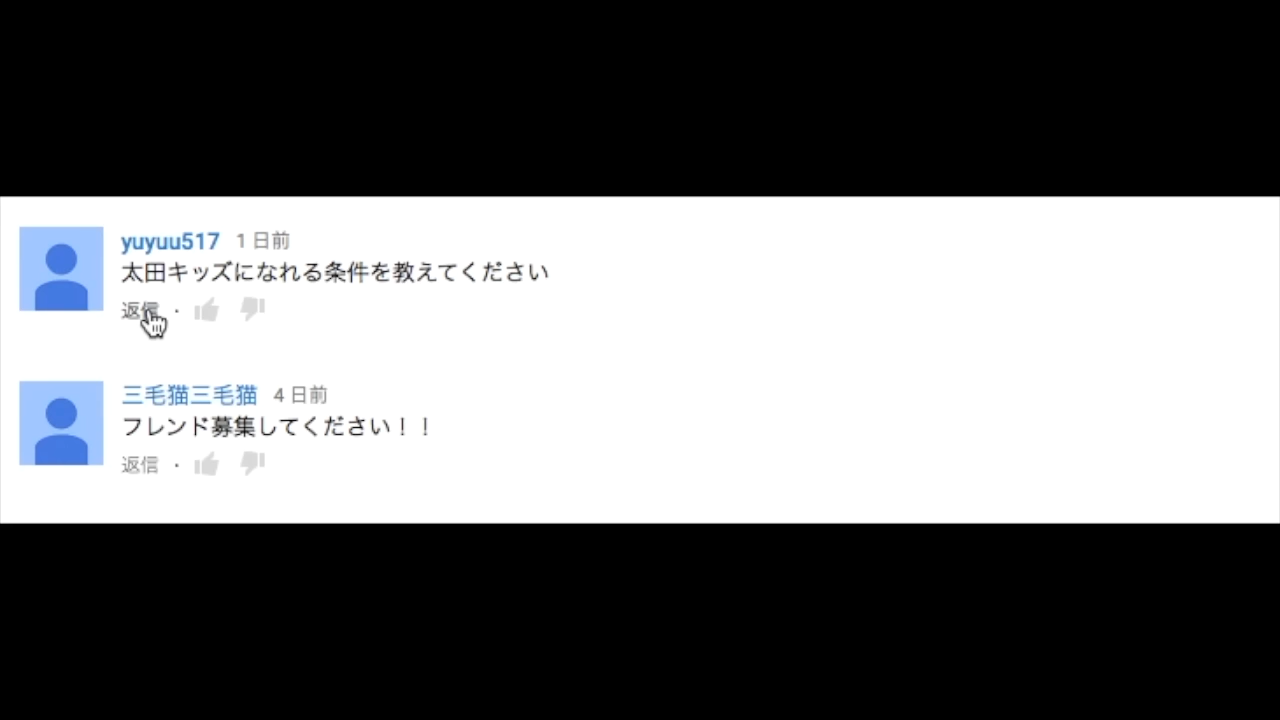 yuyuu517 1 日前
太田キッズになれる条件を教えてください
返信 ・
三毛猫三毛猫 4 日前
フレンド募集してください！！
返信 ・